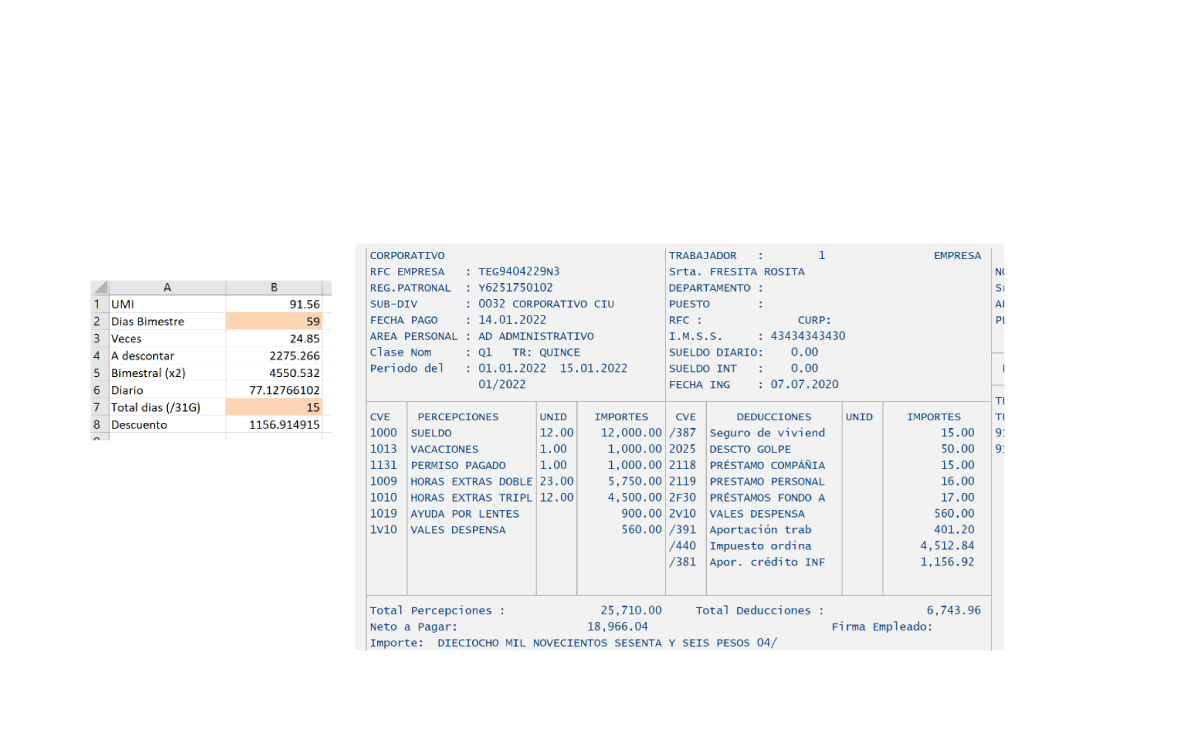 A B
1 UMI 91.56
2 Dias Bimestre 59
3 Veces 24.85
4 A descontar 2275.266
5 Bimestral (x2) 4550.532
6 Diario 77.12766102
7 Total dias (/31G) 15
8 Descuento 1156.914915
CORPORATIVO TRABAJADOR : 1 EMPRESA
RFC EMPRESA : TEG9404229N3 Srta. FRESITA ROSITA
REG.PATRONAL : Y6251750102 DEPARTAMENTO :
SUB-DIV : 0032 CORPORATIVO CIU PUESTO :
FECHA PAGO : 14.01.2022 RFC : CURP:
AREA PERSONAL : AD ADMINISTRATIVO I.M.S.S. : 43434343430
Clase Nom : Q1 TR: QUINCE SUELDO DIARIO: 0.00
Periodo del : 01.01.2022 15.01.2022 SUELDO INT : 0.00
01/2022 FECHA ING : 07.07.2020
CVE PERCEPCIONES UNID IMPORTES CVE DEDUCCIONES UNID IMPORTES
1000 SUELDO 12.00 12,000.00 /387 Seguro de viviend 15.00
1013 VACACIONES 1.00 1,000.00 2025 DESCTO GOLPE 50.00
1131 PERMISO PAGADO 1.00 1,000.00 2118 PRÉSTAMO COMPÁÑIA 15.00
1009 HORAS EXTRAS DOBLE 23.00 5,750.00 2119 PRESTAMO PERSONAL 16.00
1010 HORAS EXTRAS TRIPL 12.00 4,500.00 2F30 PRÉSTAMOS FONDO A 17.00
1019 AYUDA POR LENTES 900.00 2V10 VALES DESPENSA 560.00
1V10 VALES DESPENSA 560.00 /391 Aportación trab 401.20
/440 Impuesto ordina 4,512.84
/381 Apor. crédito INF 1,156.92
Total Percepciones : 25,710.00 Total Deducciones : 6,743.96
Neto a Pagar: 18,966.04 Firma Empleado:
Importe: DIECIOCHO MIL NOVECIENTOS SESENTA Y SEIS PESOS 04/